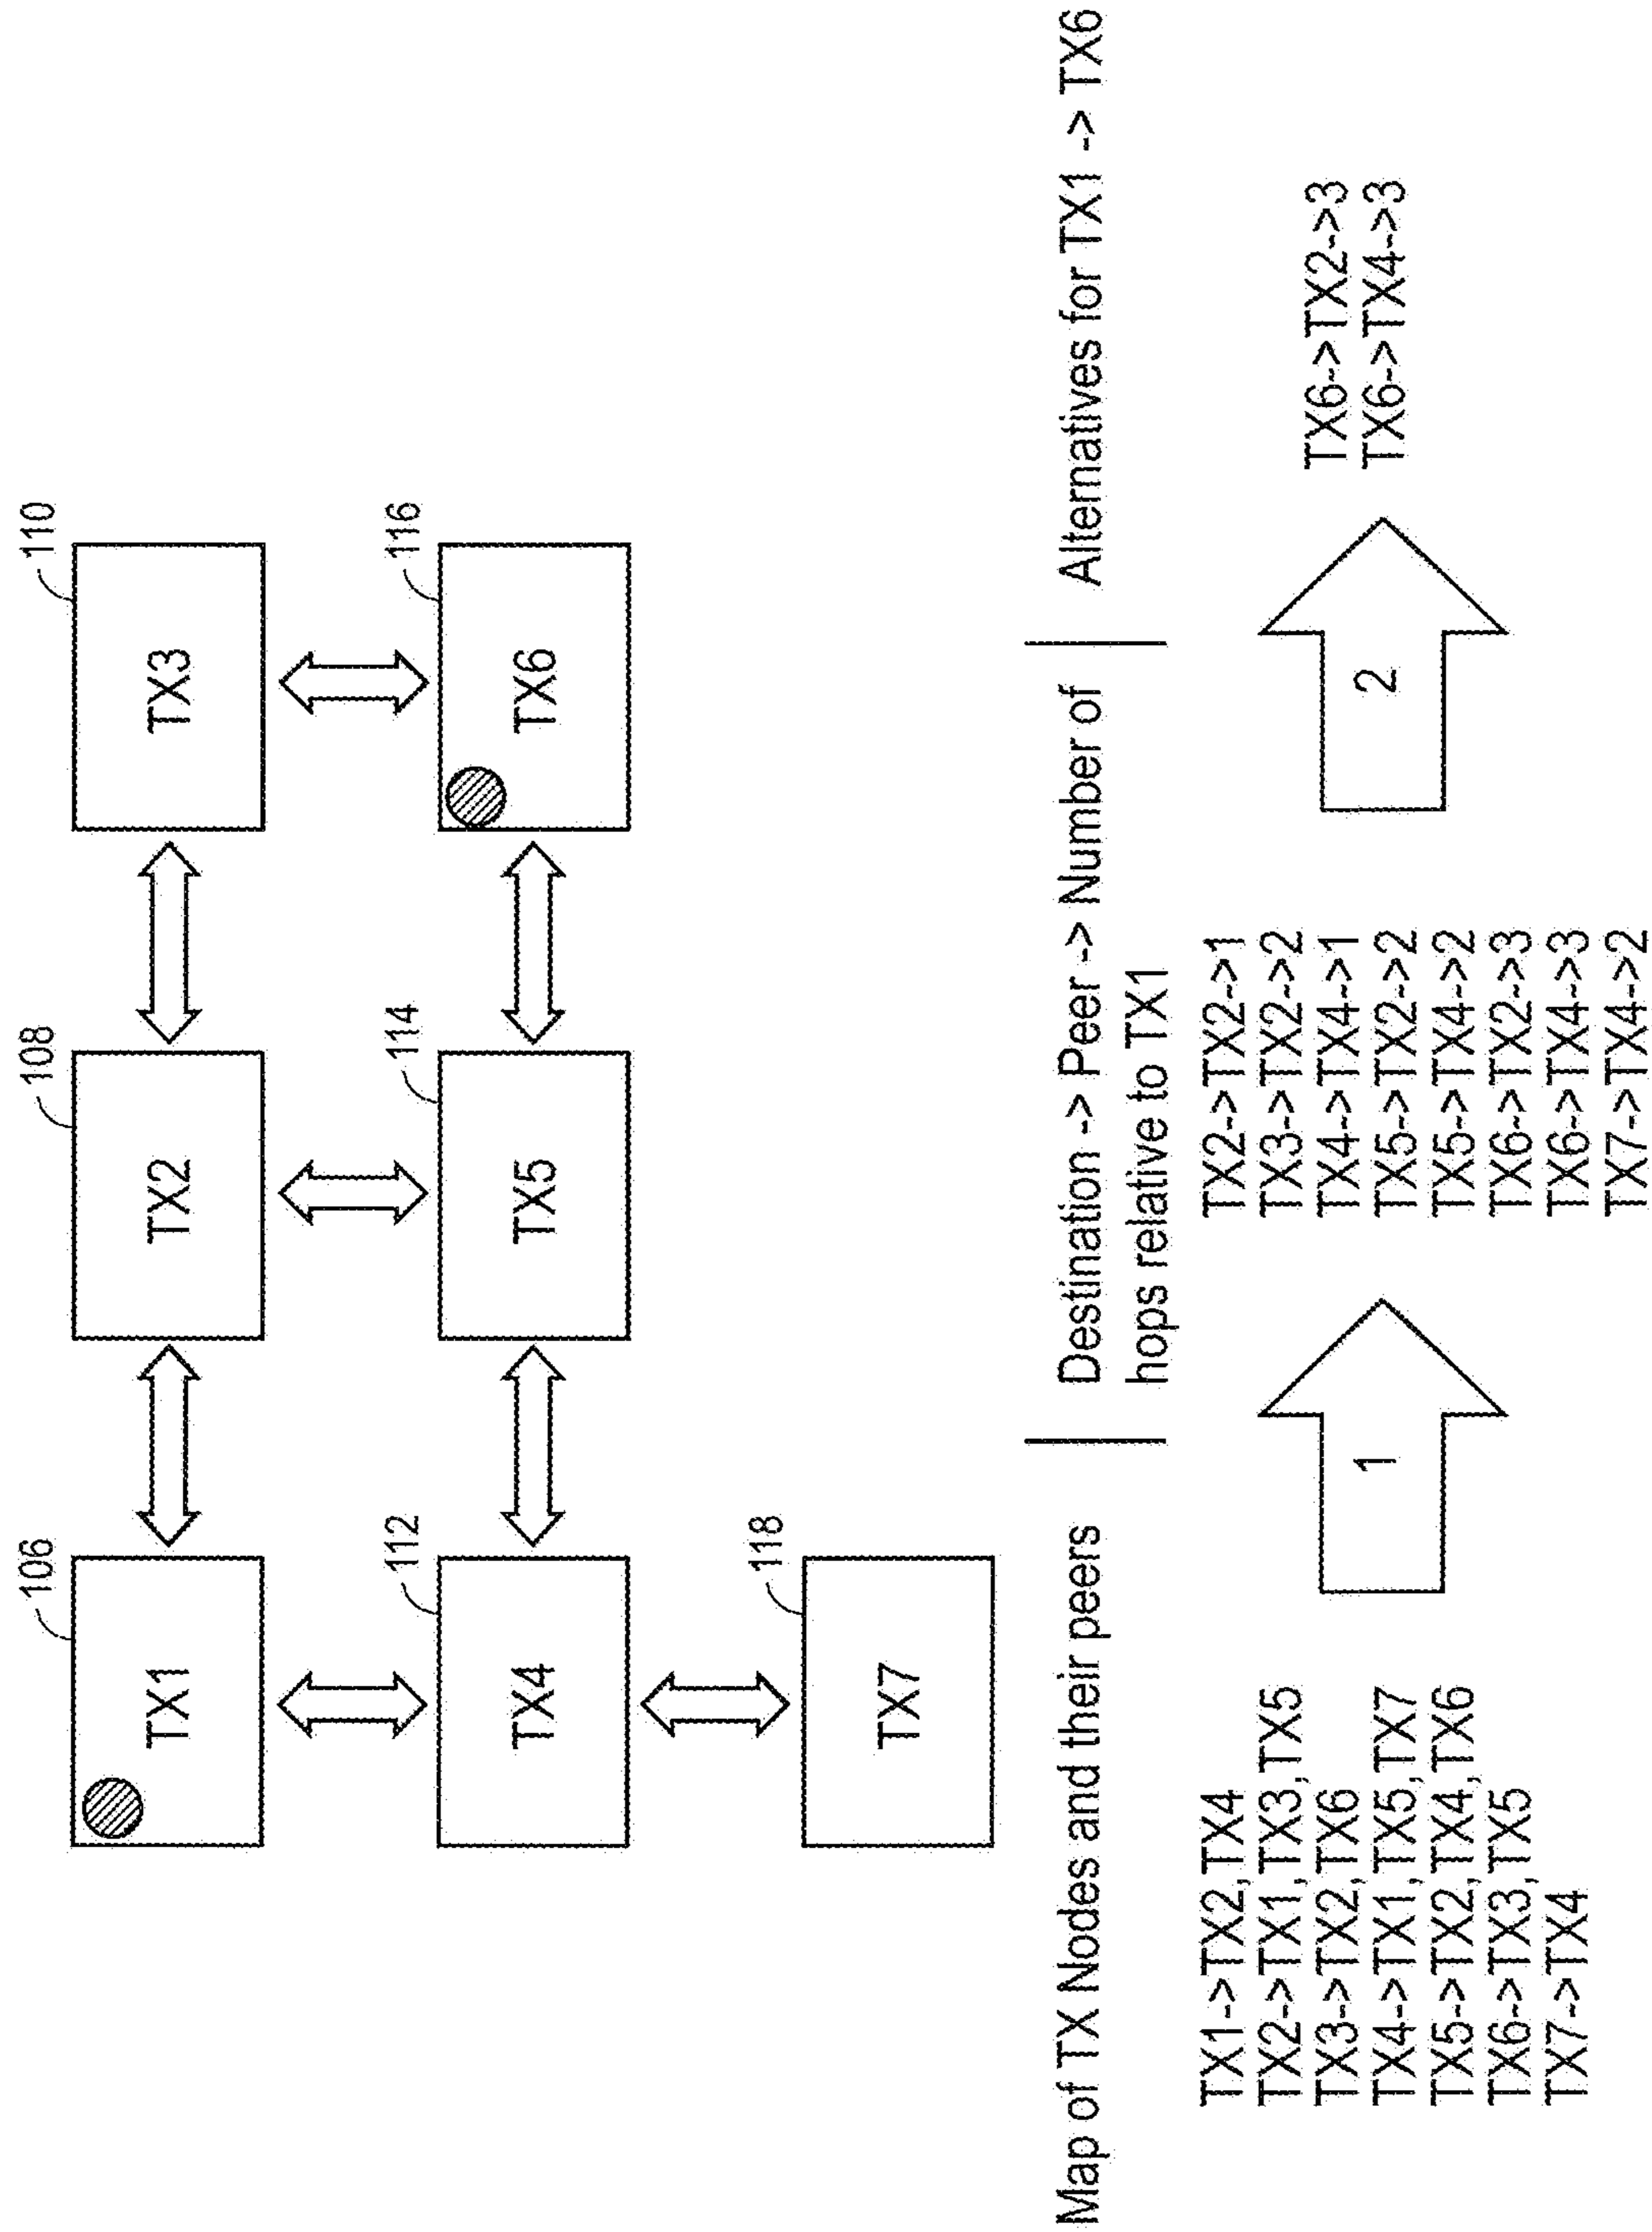 106
108
110
TX1
TX2
TX3
112
114
116
TX4
TX5
TX6
118
TX7
Map of TX Nodes and their peers
Destination -> Peer -> Number of
hops relative to TX1
Alternatives for TX1 -> TX6
TX1->TX2,TX4
TX2->TX1,TX3,TX5
TX3->TX2,TX6
TX4->TX1,TX5,TX7
TX5->TX2,TX4,TX6
TX6->TX3,TX5
TX7->TX4
1
TX2->TX2->1
TX3->TX2->2
TX4->TX4->1
TX5->TX2->2
TX5->TX4->2
TX6->TX2->3
TX6->TX4->3
TX7->TX4->2
2
TX6->TX2->3
TX6->TX4->3